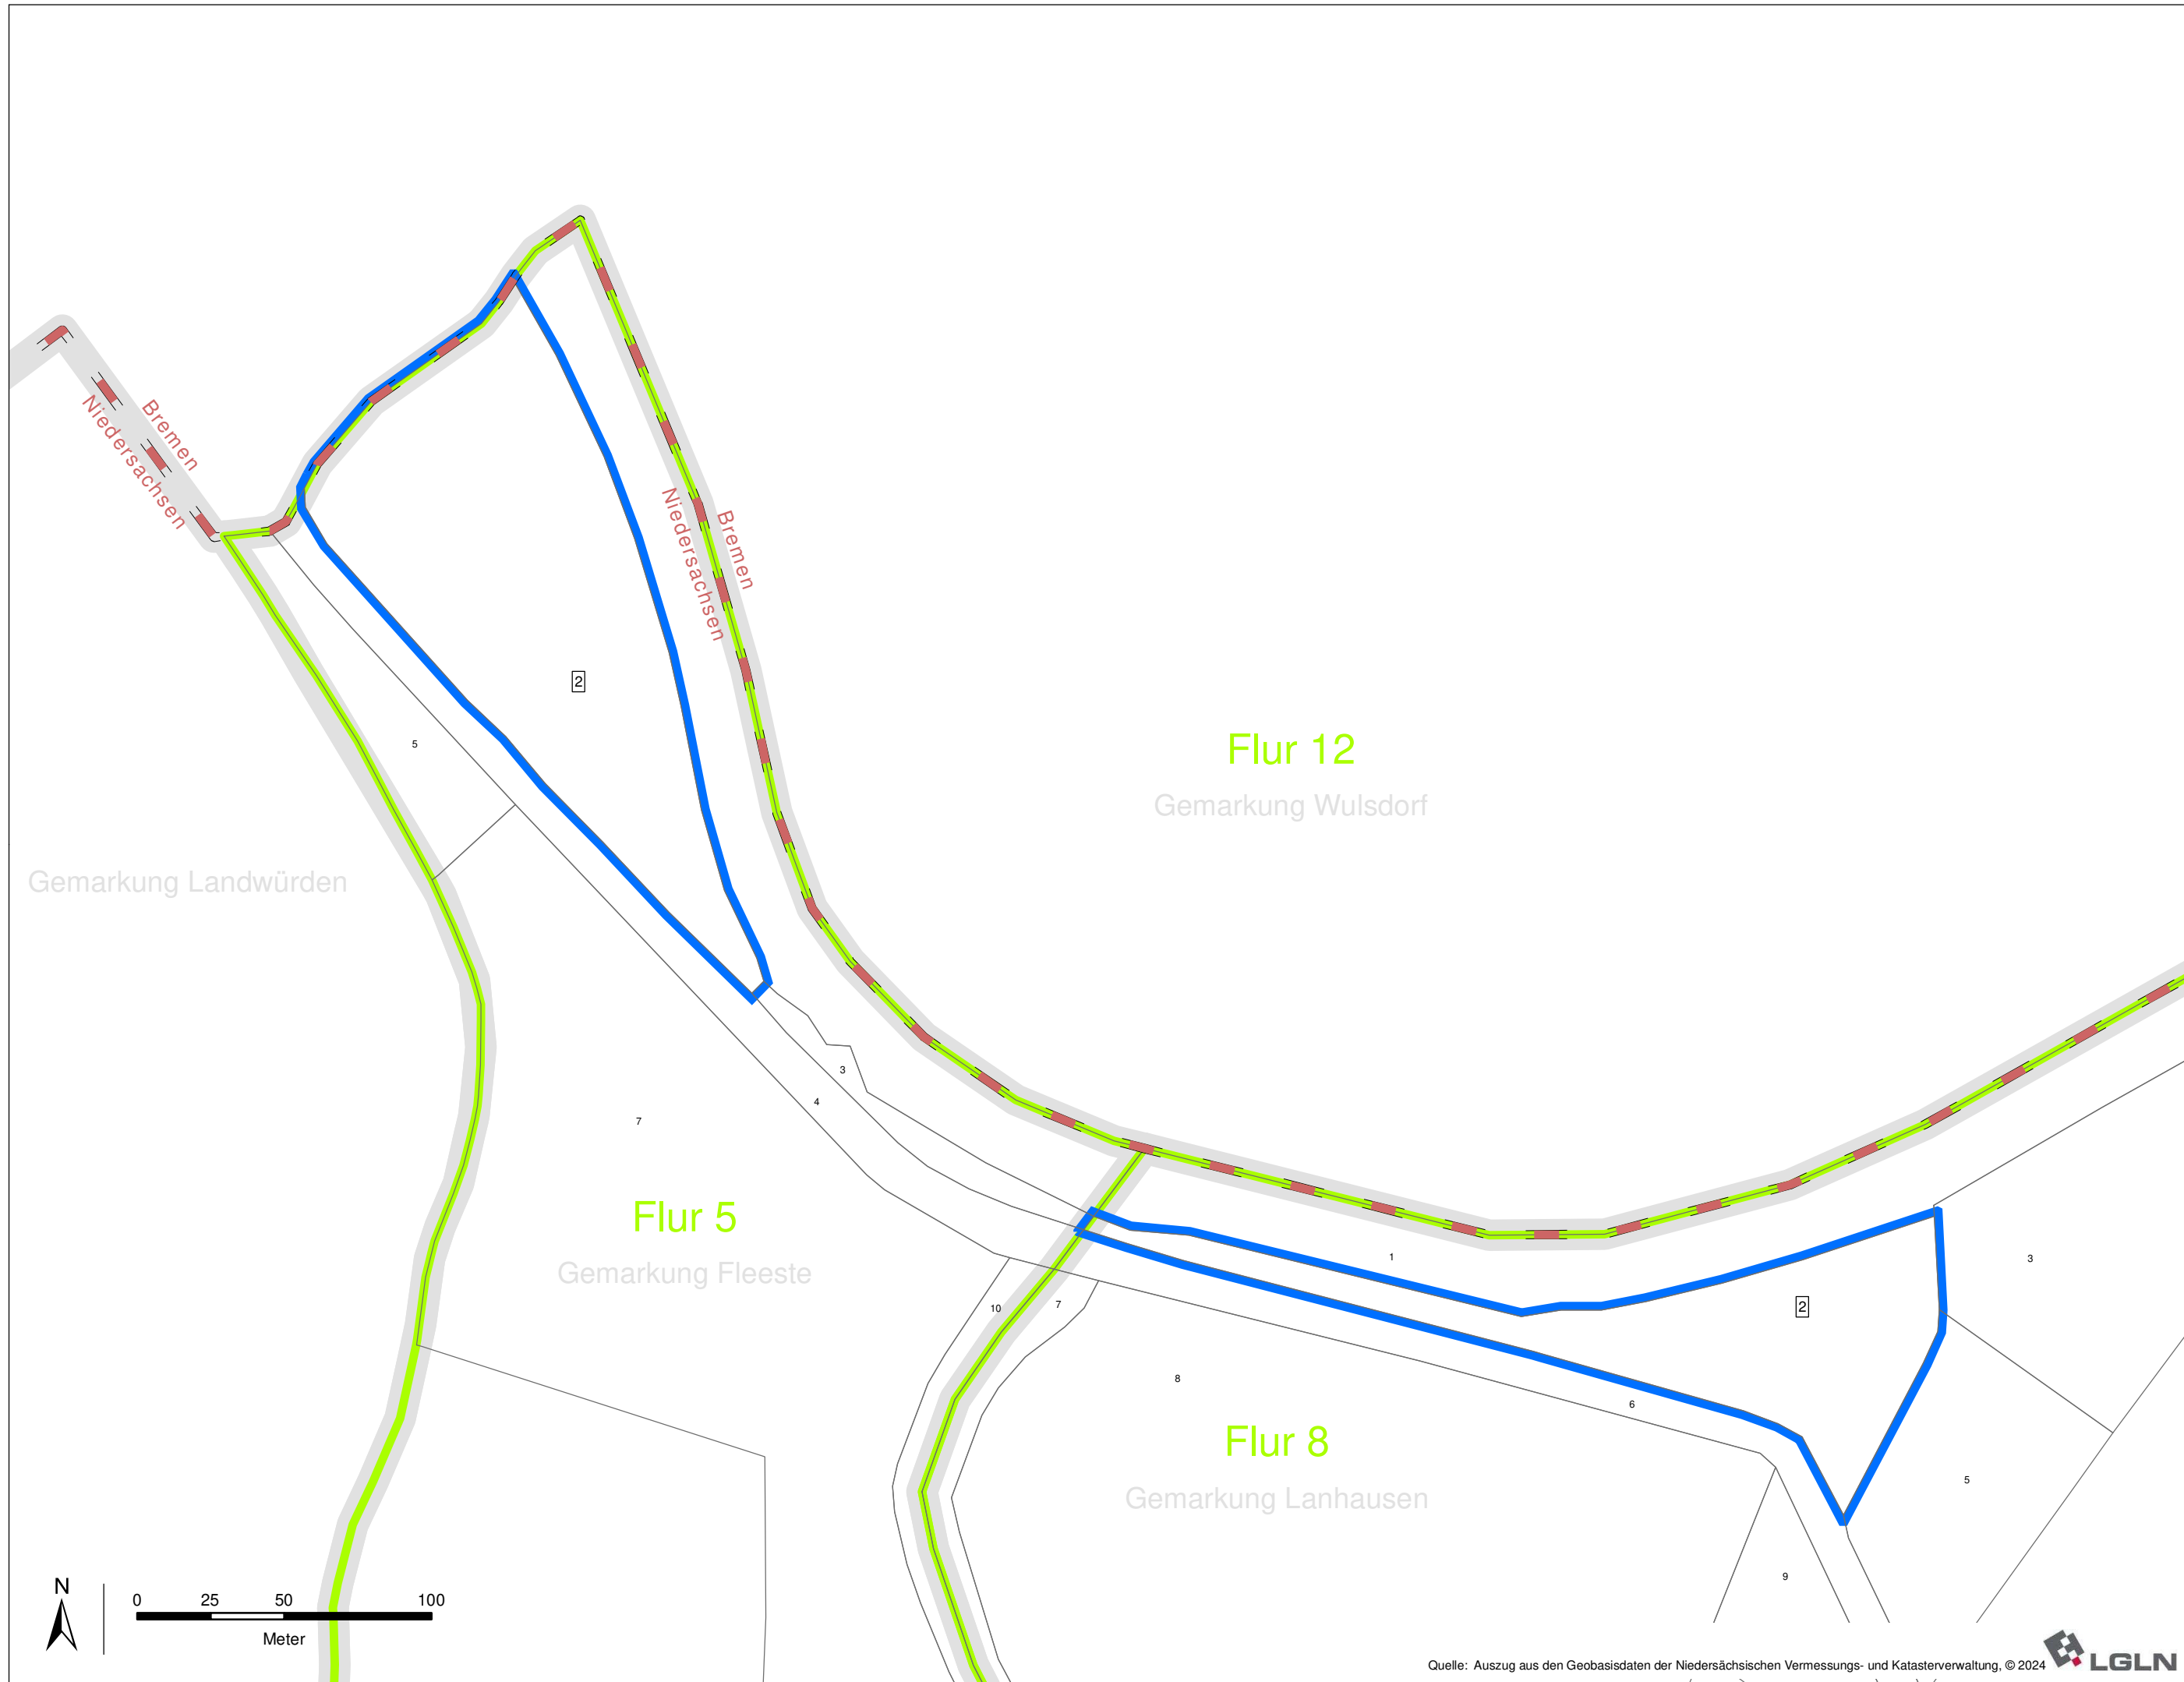 Bremen
Niedersachsen
Bremen
Niedersachsen
2
5
Flur 12
Gemarkung Wulsdorf
Gemarkung Landwürden
3
4
7
Flur 5
Gemarkung Fleeste
1
3
2
10
7
8
6
Flur 8
Gemarkung Lanhausen
5
9
N
0 25 50 100
Meter
Quelle: Auszug aus den Geobasisdaten der Niedersächsischen Vermessungs- und Katasterverwaltung, © 2024
LGLN